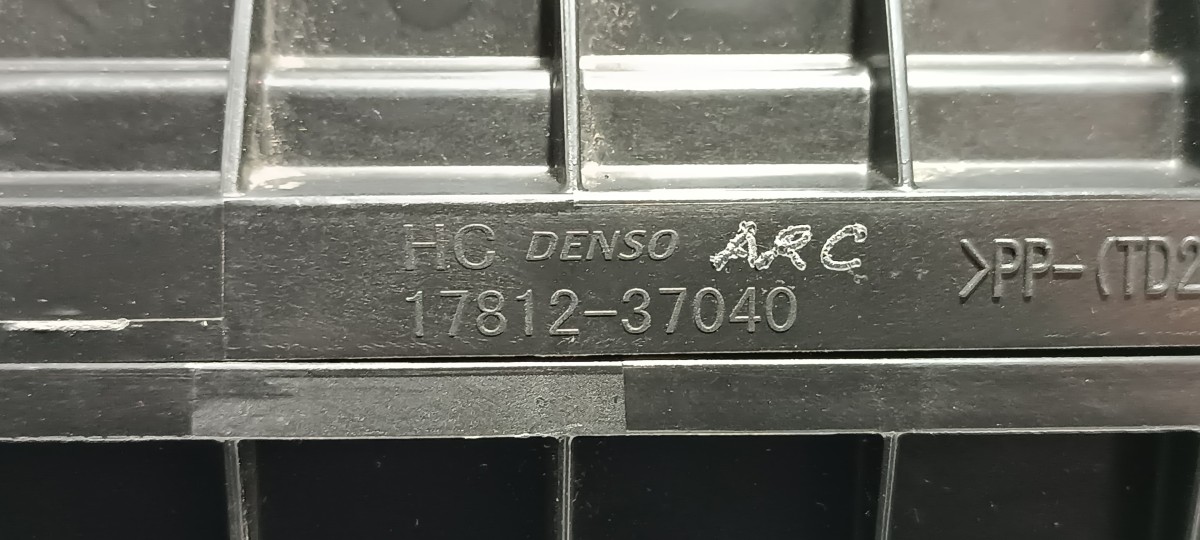 HC DENSO ARC
17812-37040
>PP-(TD2